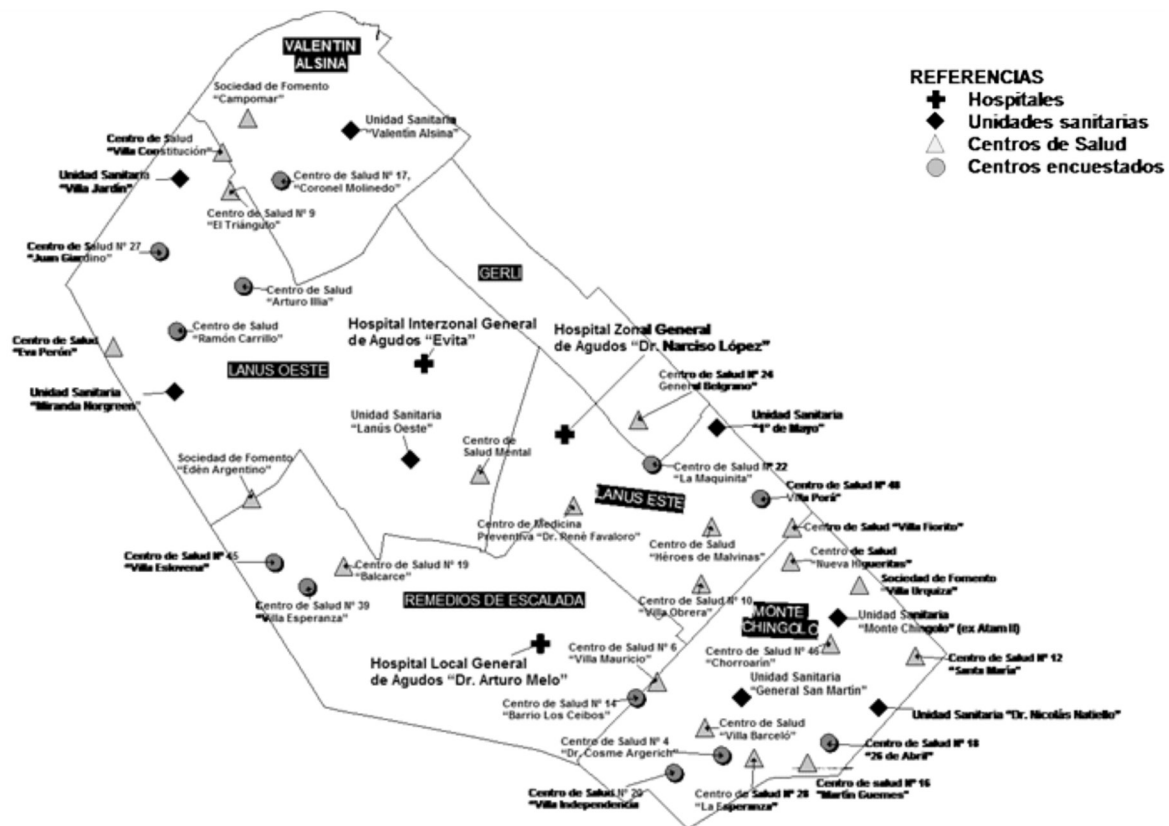 VALENTIN
ALSINA
REFERENCIAS
Hospitales
Unidades sanitarias
Centros de Salud
Centros encuestados
Sociedad de Fomento
“Campomar”
Unidad Sanitaria
“Valentín Alsina”
Centro de Salud
“Villa Constitución”
Unidad Sanitaria
“Villa Jardín”
Centro de Salud Nº 17,
“Coronel Molinedo”
Centro de Salud Nº 9
“El Triángulo”
Centro de Salud Nº 27
“Juan Giardino”
GERLI
Centro de Salud
“Arturo Illia”
Centro de Salud
“Ramón Carrillo”
Hospital Interzonal General
de Agudos “Evita”
Hospital Zonal General
de Agudos “Dr. Narciso López”
Centro de Salud
“Eva Perón”
LANUS OESTE
Centro de Salud Nº 24
General Belgrano”
Unidad Sanitaria
“Miranda Norgreen”
Unidad Sanitaria
“Lanús Oeste”
Unidad Sanitaria
“1° de Mayo”
Centro de
Salud Mental
Sociedad de Fomento
“Edén Argentino”
Centro de Salud Nº 22
“La Maquinita”
Centro de Salud Nº 48
Villa Porá”
LANUS ESTE
Centro de Medicina
Preventiva “Dr. René Favaloro”
Centro de Salud “Villa Fiorito”
Centro de Salud
“Héroes de Malvinas”
Centro de Salud
“Nueva Higueritas”
Centro de Salud Nº 45
“Villa Eslovena”
Centro de Salud Nº 19
“Balcarce”
Sociedad de Fomento
“Villa Urquiza”
Centro de Salud Nº 39
“Villa Esperanza”
REMEDIOS DE ESCALADA
Centro de Salud Nº 10
“Villa Obrera”
MONTE
CHINGOLO
Unidad Sanitaria
“Monte Chingolo” (ex Atam II)
Hospital Local General
de Agudos “Dr. Arturo Melo”
Centro de Salud Nº 6
“Villa Mauricio”
Centro de Salud Nº 46
“Chorroarín”
Centro de Salud Nº 12
“Santa María”
Unidad Sanitaria
“General San Martín”
Centro de Salud Nº 14
“Barrio Los Ceibos”
Unidad Sanitaria “Dr. Nicolás Natiello”
Centro de Salud
“Villa Barceló”
Centro de Salud Nº 4
“Dr. Cosme Argerich”
Centro de Salud Nº 18
“26 de Abril”
Centro de Salud Nº 20
“Villa Independencia
Centro de Salud Nº 28
“La Esperanza”
Centro de salud Nº 16
“Martín Guemes”